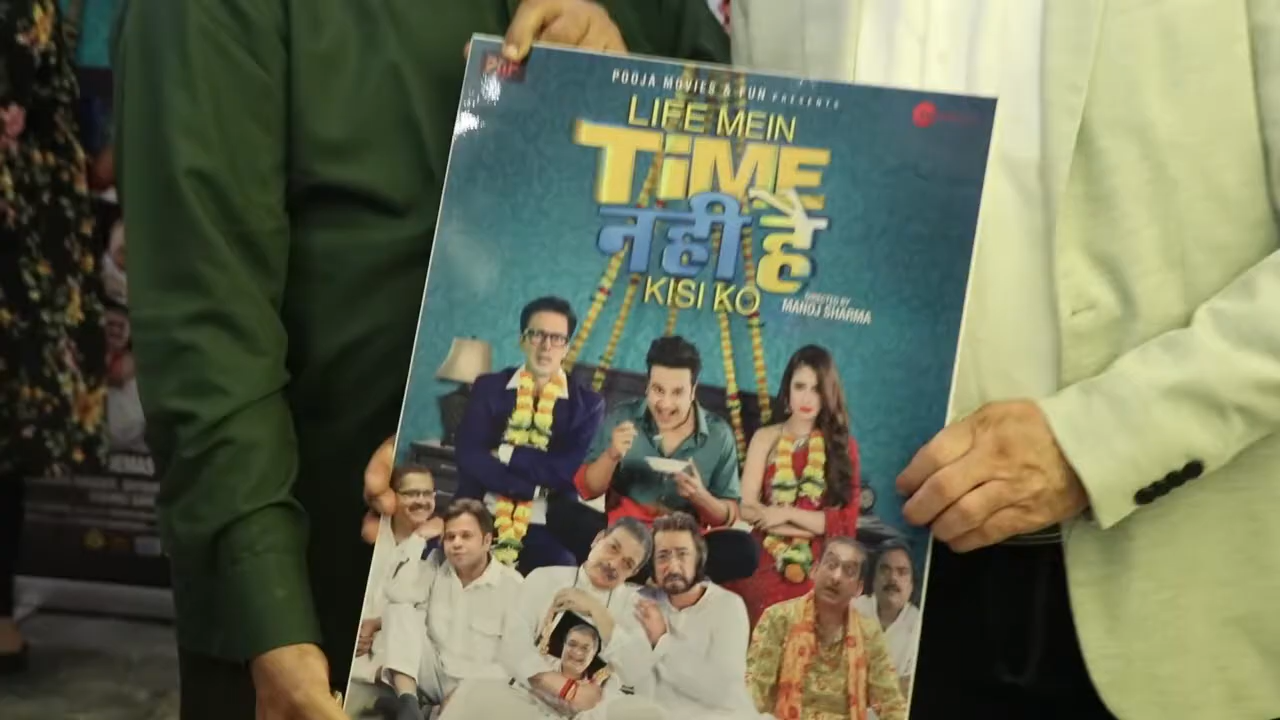 POOJA MOVIES & FUN PRESENTS
LIFE MEIN
TiME
नही है
KISI KO
DIRECTED BY
MANOJ SHARMA